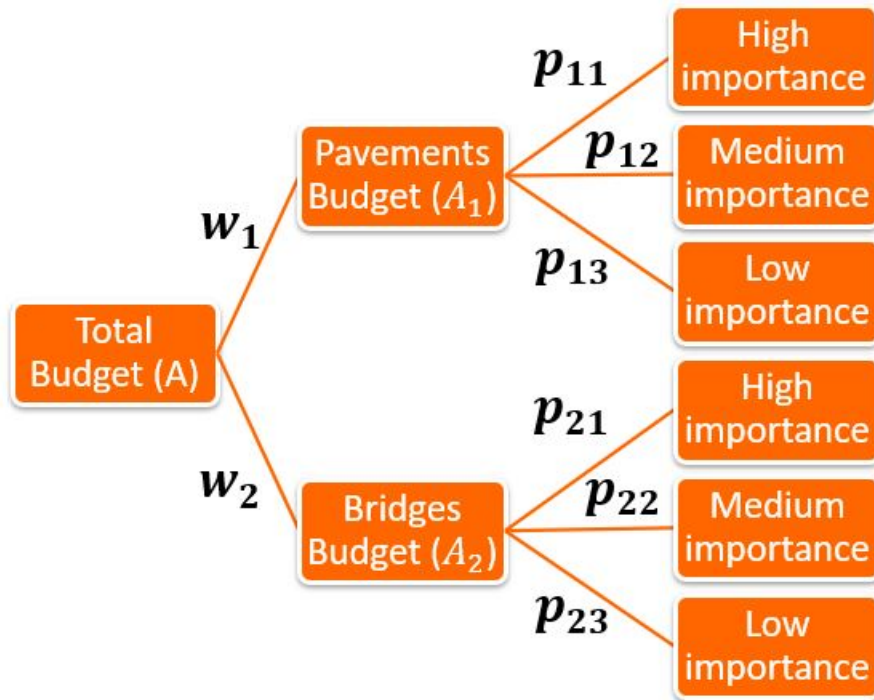 Total
Budget (A)
w₁
w₂
Pavements
Budget (A₁)
p₁₁
p₁₂
p₁₃
High
importance
Medium
importance
Low
importance
Bridges
Budget (A₂)
p₂₁
p₂₂
p₂₃
High
importance
Medium
importance
Low
importance